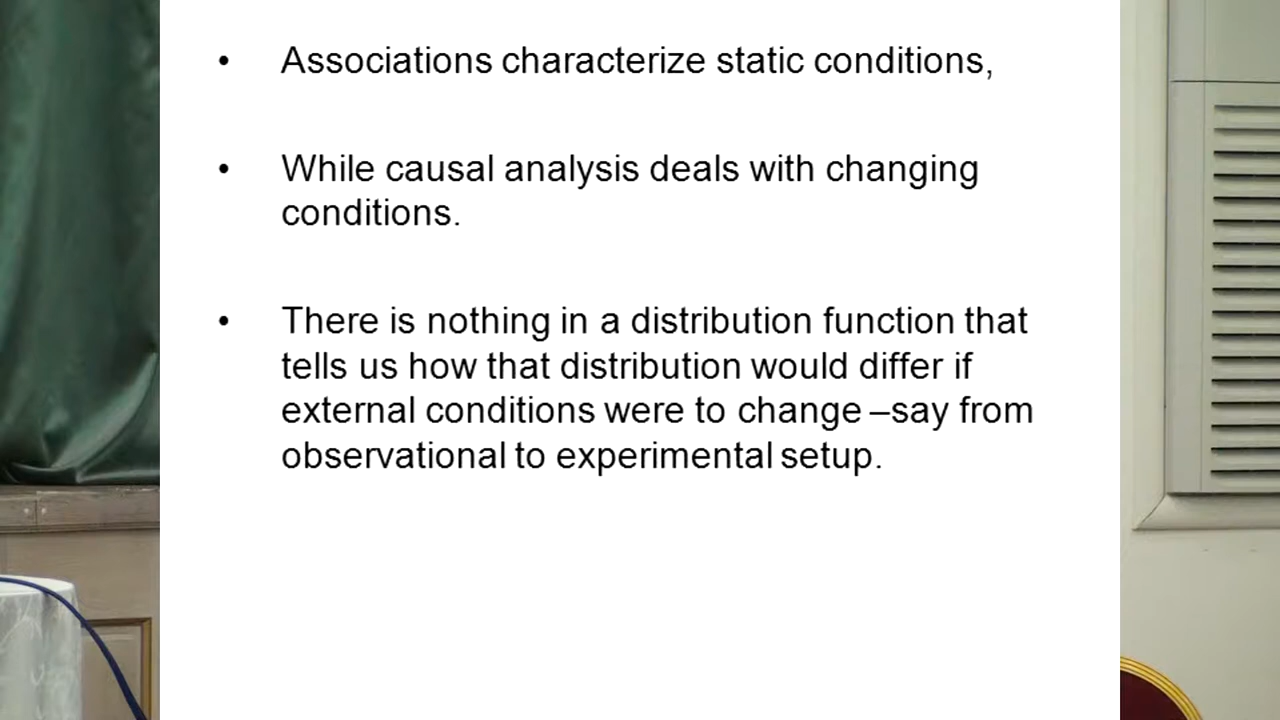 • Associations characterize static conditions,
• While causal analysis deals with changing
conditions.
• There is nothing in a distribution function that
tells us how that distribution would differ if
external conditions were to change –say from
observational to experimental setup.